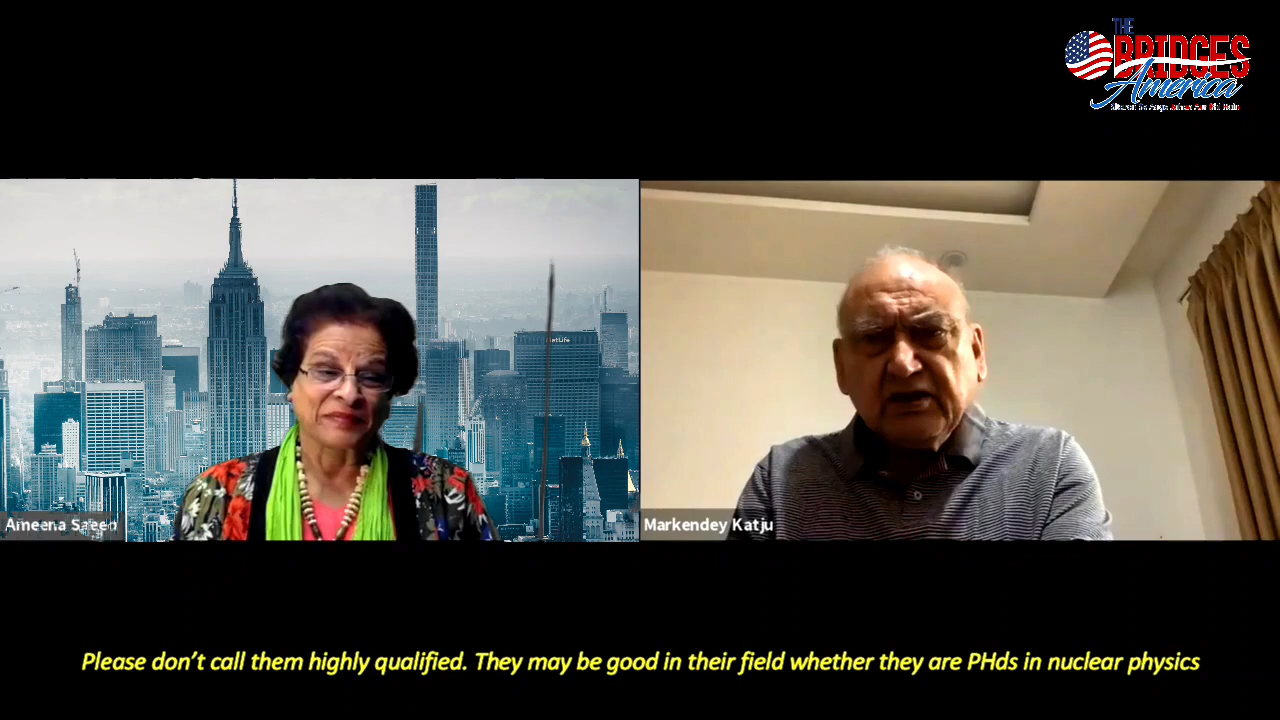 THE
BRIDGES
America
MetLife
Ameena
Markendey Katju
Please don't call them highly qualified. They may be good in their field whether they are PHds in nuclear physics